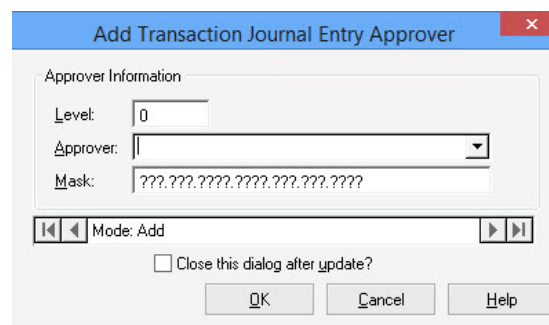 Add Transaction Journal Entry Approver
Approver Information
Level: 0
Approver:
Mask: ???.???.????.????.???.???.????
Mode: Add
Close this dialog after update?
OK Cancel Help